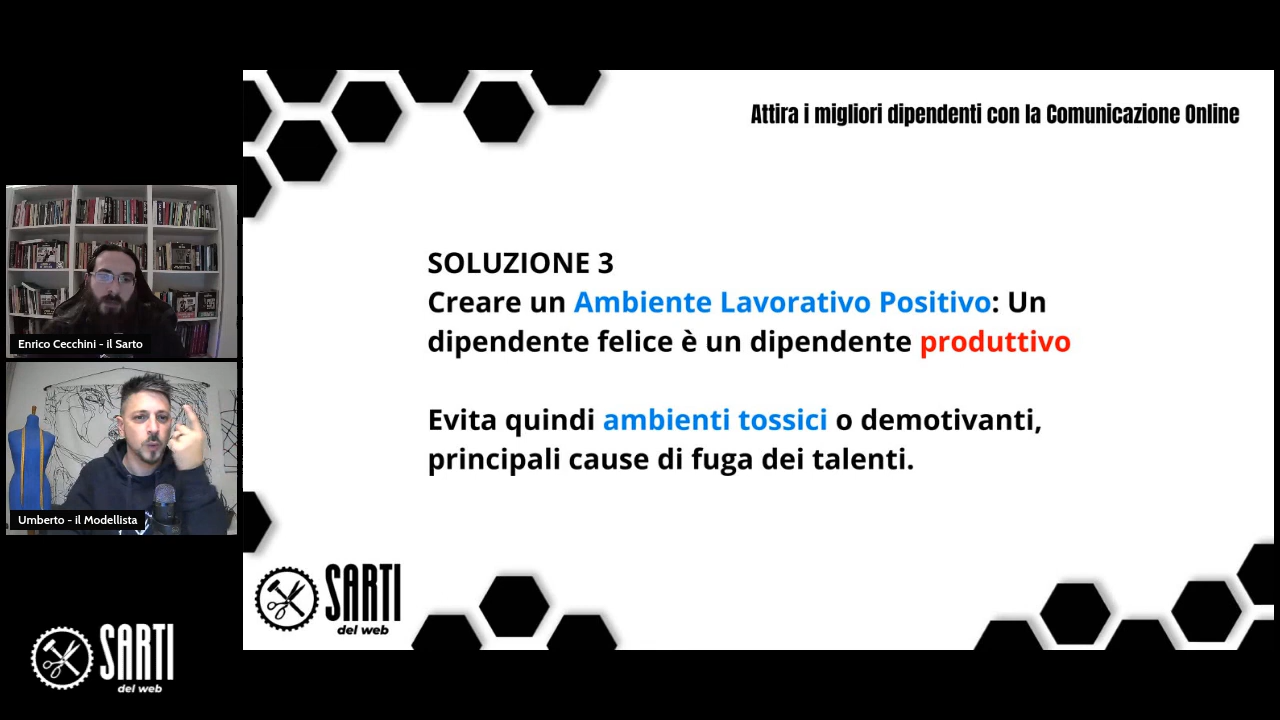 Attira i migliori dipendenti con la Comunicazione Online
SOLUZIONE 3
Creare un Ambiente Lavorativo Positivo: Un
dipendente felice è un dipendente produttivo
Evita quindi ambienti tossici o demotivanti,
principali cause di fuga dei talenti.
Enrico Cecchini - il Sarto
Umberto - il Modellista
SARTI
del web
SARTI
del web